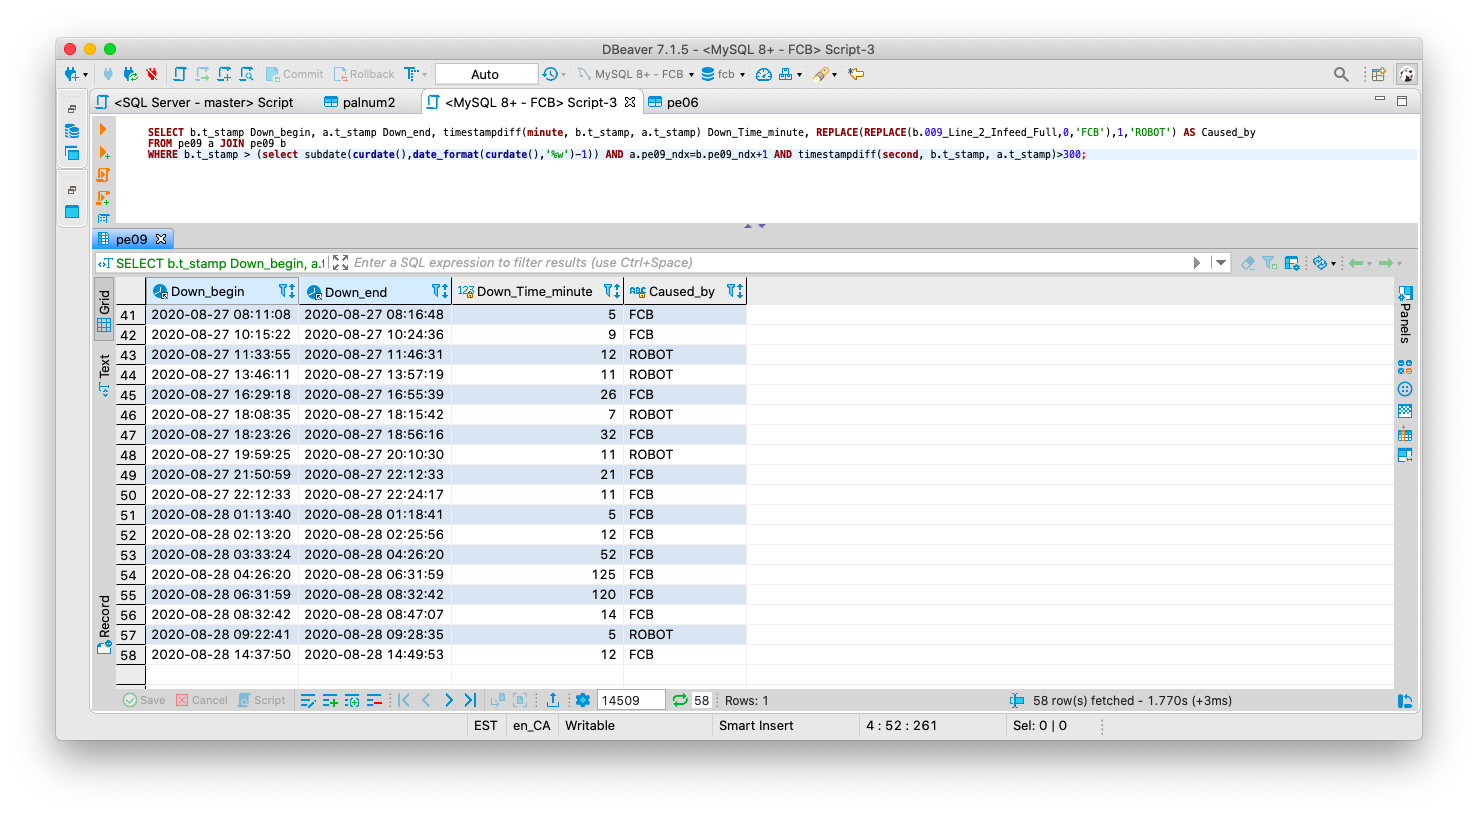 DBeaver 7.1.5 - <MySQL 8+ - FCB> Script-3
Commit Rollback Auto MySQL 8+ - FCB fcb
<SQL Server - master> Script palnum2 <MySQL 8+ - FCB> Script-3 pe06
SELECT b.t_stamp Down_begin, a.t_stamp Down_end, timestampdiff(minute, b.t_stamp, a.t_stamp) Down_Time_minute, REPLACE(REPLACE(b.009_Line_2_Infeed_Full,0,'FCB'),1,'ROBOT') AS Caused_by
FROM pe09 a JOIN pe09 b
WHERE b.t_stamp > (select subdate(curdate(),date_format(curdate(),'%w')-1)) AND a.pe09_ndx=b.pe09_ndx+1 AND timestampdiff(second, b.t_stamp, a.t_stamp)>300;
pe09
SELECT b.t_stamp Down_begin, a.t Enter a SQL expression to filter results (use Ctrl+Space)
Grid
Text
Record
Panels
Down_begin Down_end 123 Down_Time_minute ABC Caused_by
41 2020-08-27 08:11:08 2020-08-27 08:16:48 5 FCB
42 2020-08-27 10:15:22 2020-08-27 10:24:36 9 FCB
43 2020-08-27 11:33:55 2020-08-27 11:46:31 12 ROBOT
44 2020-08-27 13:46:11 2020-08-27 13:57:19 11 ROBOT
45 2020-08-27 16:29:18 2020-08-27 16:55:39 26 FCB
46 2020-08-27 18:08:35 2020-08-27 18:15:42 7 ROBOT
47 2020-08-27 18:23:26 2020-08-27 18:56:16 32 FCB
48 2020-08-27 19:59:25 2020-08-27 20:10:30 11 ROBOT
49 2020-08-27 21:50:59 2020-08-27 22:12:33 21 FCB
50 2020-08-27 22:12:33 2020-08-27 22:24:17 11 FCB
51 2020-08-28 01:13:40 2020-08-28 01:18:41 5 FCB
52 2020-08-28 02:13:20 2020-08-28 02:25:56 12 FCB
53 2020-08-28 03:33:24 2020-08-28 04:26:20 52 FCB
54 2020-08-28 04:26:20 2020-08-28 06:31:59 125 FCB
55 2020-08-28 06:31:59 2020-08-28 08:32:42 120 FCB
56 2020-08-28 08:32:42 2020-08-28 08:47:07 14 FCB
57 2020-08-28 09:22:41 2020-08-28 09:28:35 5 ROBOT
58 2020-08-28 14:37:50 2020-08-28 14:49:53 12 FCB
Save Cancel Script 14509 58 Rows: 1 58 row(s) fetched - 1.770s (+3ms)
EST en_CA Writable Smart Insert 4 : 52 : 261 Sel: 0 | 0